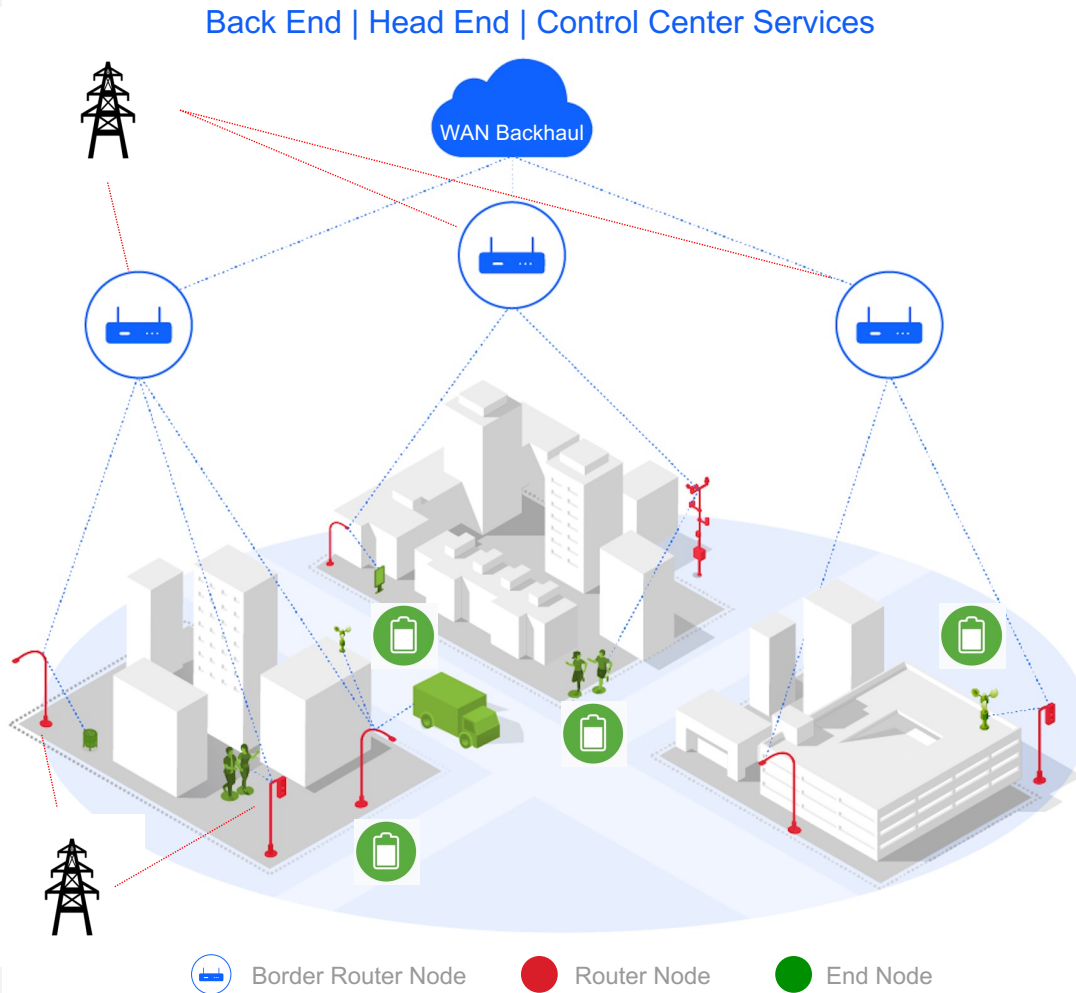 Back End | Head End | Control Center Services
WAN Backhaul
Border Router Node
Router Node
End Node